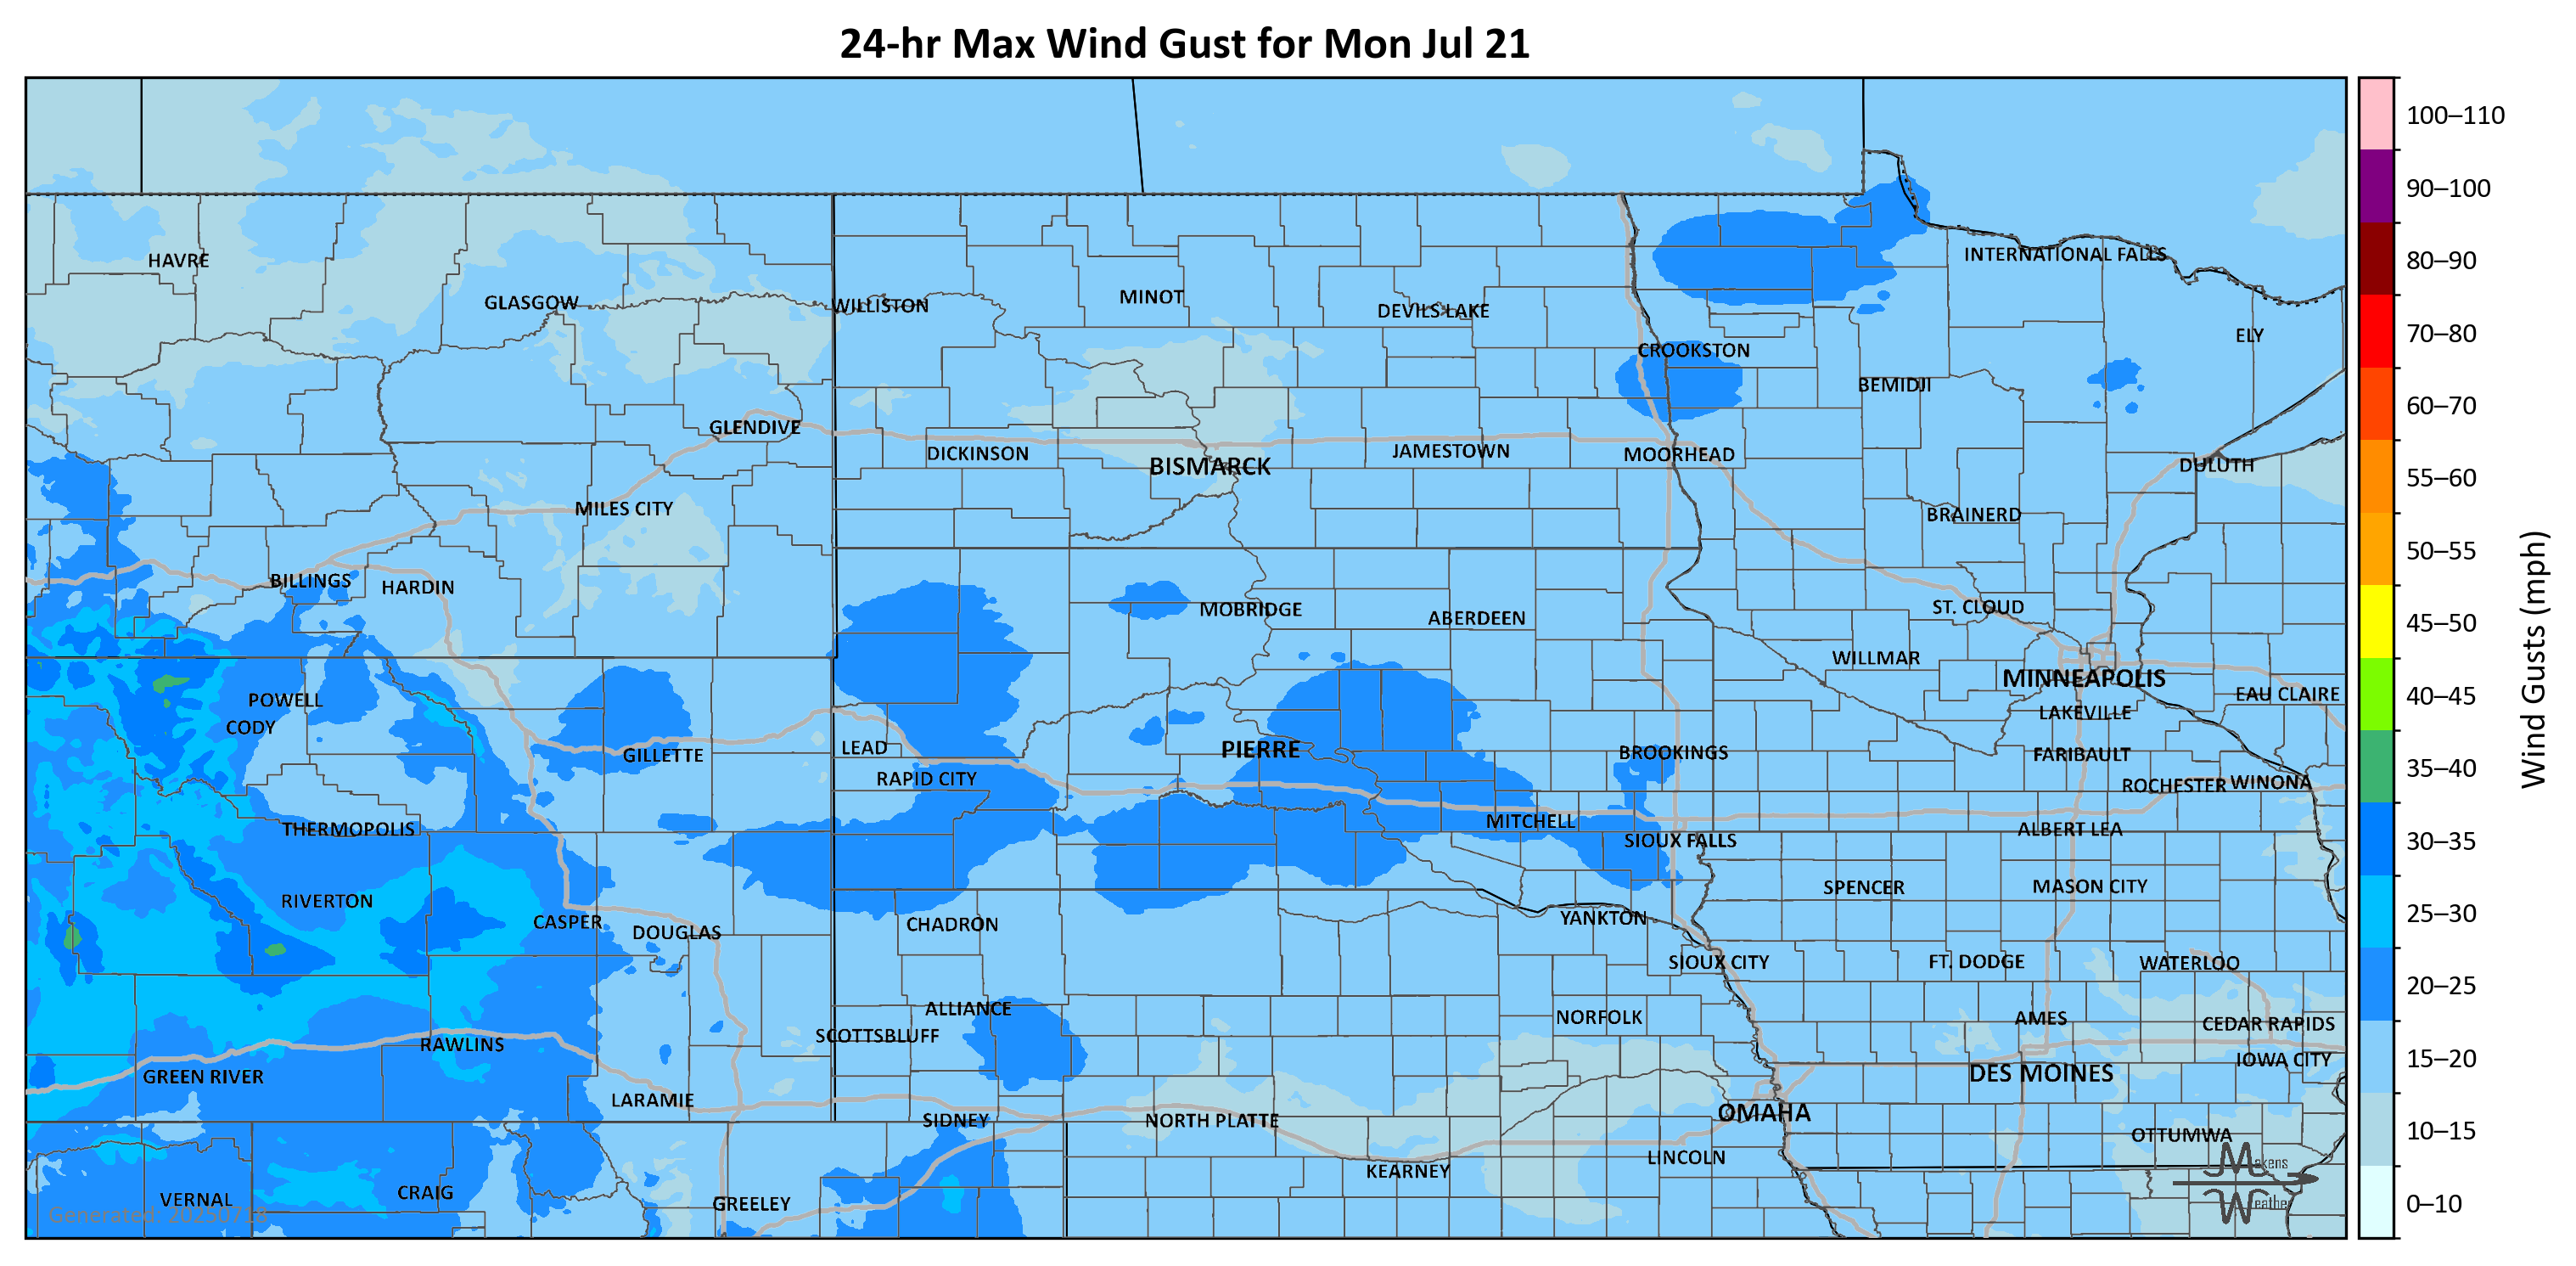 24-hr Max Wind Gust for Mon Jul 21
100–110
90–100
80–90
70–80
60–70
55–60
50–55
45–50
40–45
35–40
30–35
25–30
20–25
15–20
10–15
0–10
Wind Gusts (mph)
HAVRE
GLASGOW
WILLISTON
MINOT
DEVILS LAKE
INTERNATIONAL FALLS
ELY
CROOKSTON
BEMIDJI
GLENDIVE
DICKINSON
BISMARCK
JAMESTOWN
MOORHEAD
DULUTH
MILES CITY
BRAINERD
BILLINGS
HARDIN
MOBRIDGE
ABERDEEN
ST. CLOUD
WILLMAR
MINNEAPOLIS
POWELL
CODY
EAU CLAIRE
LAKEVILLE
GILLETTE
LEAD
PIERRE
BROOKINGS
FARIBAULT
RAPID CITY
ROCHESTER
WINONA
THERMOPOLIS
MITCHELL
SIOUX FALLS
ALBERT LEA
RIVERTON
SPENCER
MASON CITY
CASPER
DOUGLAS
CHADRON
YANKTON
SIOUX CITY
FT. DODGE
WATERLOO
ALLIANCE
NORFOLK
AMES
CEDAR RAPIDS
SCOTTSBLUFF
RAWLINS
IOWA CITY
GREEN RIVER
DES MOINES
LARAMIE
OMAHA
SIDNEY
NORTH PLATTE
OTTUMWA
KEARNEY
LINCOLN
VERNAL
CRAIG
GREELEY
Generated: 20250718
Makens
Weather